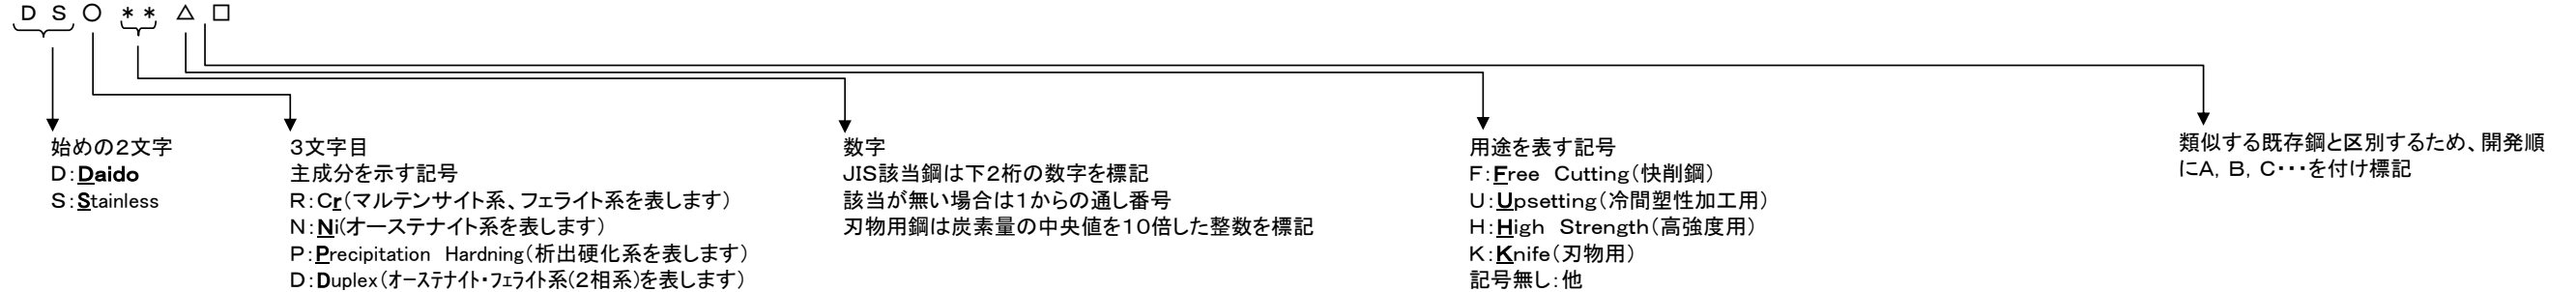 DS○ ** △ □
始めの2文字
D:Daido
S:Stainless
3文字目
主成分を示す記号
R:Cr(マルテンサイト系、フェライト系を表します)
N:Ni(オーステナイト系を表します)
P:Precipitation Hardning(析出硬化系を表します)
D:Duplex(オーステナイト・フェライト系(2相系)を表します)
数字
JIS該当鋼は下2桁の数字を標記
該当が無い場合は1からの通し番号
刃物用鋼は炭素量の中央値を10倍した整数を標記
用途を表す記号
F:Free Cutting(快削鋼)
U:Upsetting(冷間塑性加工用)
H:High Strength(高強度用)
K:Knife(刃物用)
記号無し:他
類似する既存鋼と区別するため、開発順
にA, B, C・・・を付け標記